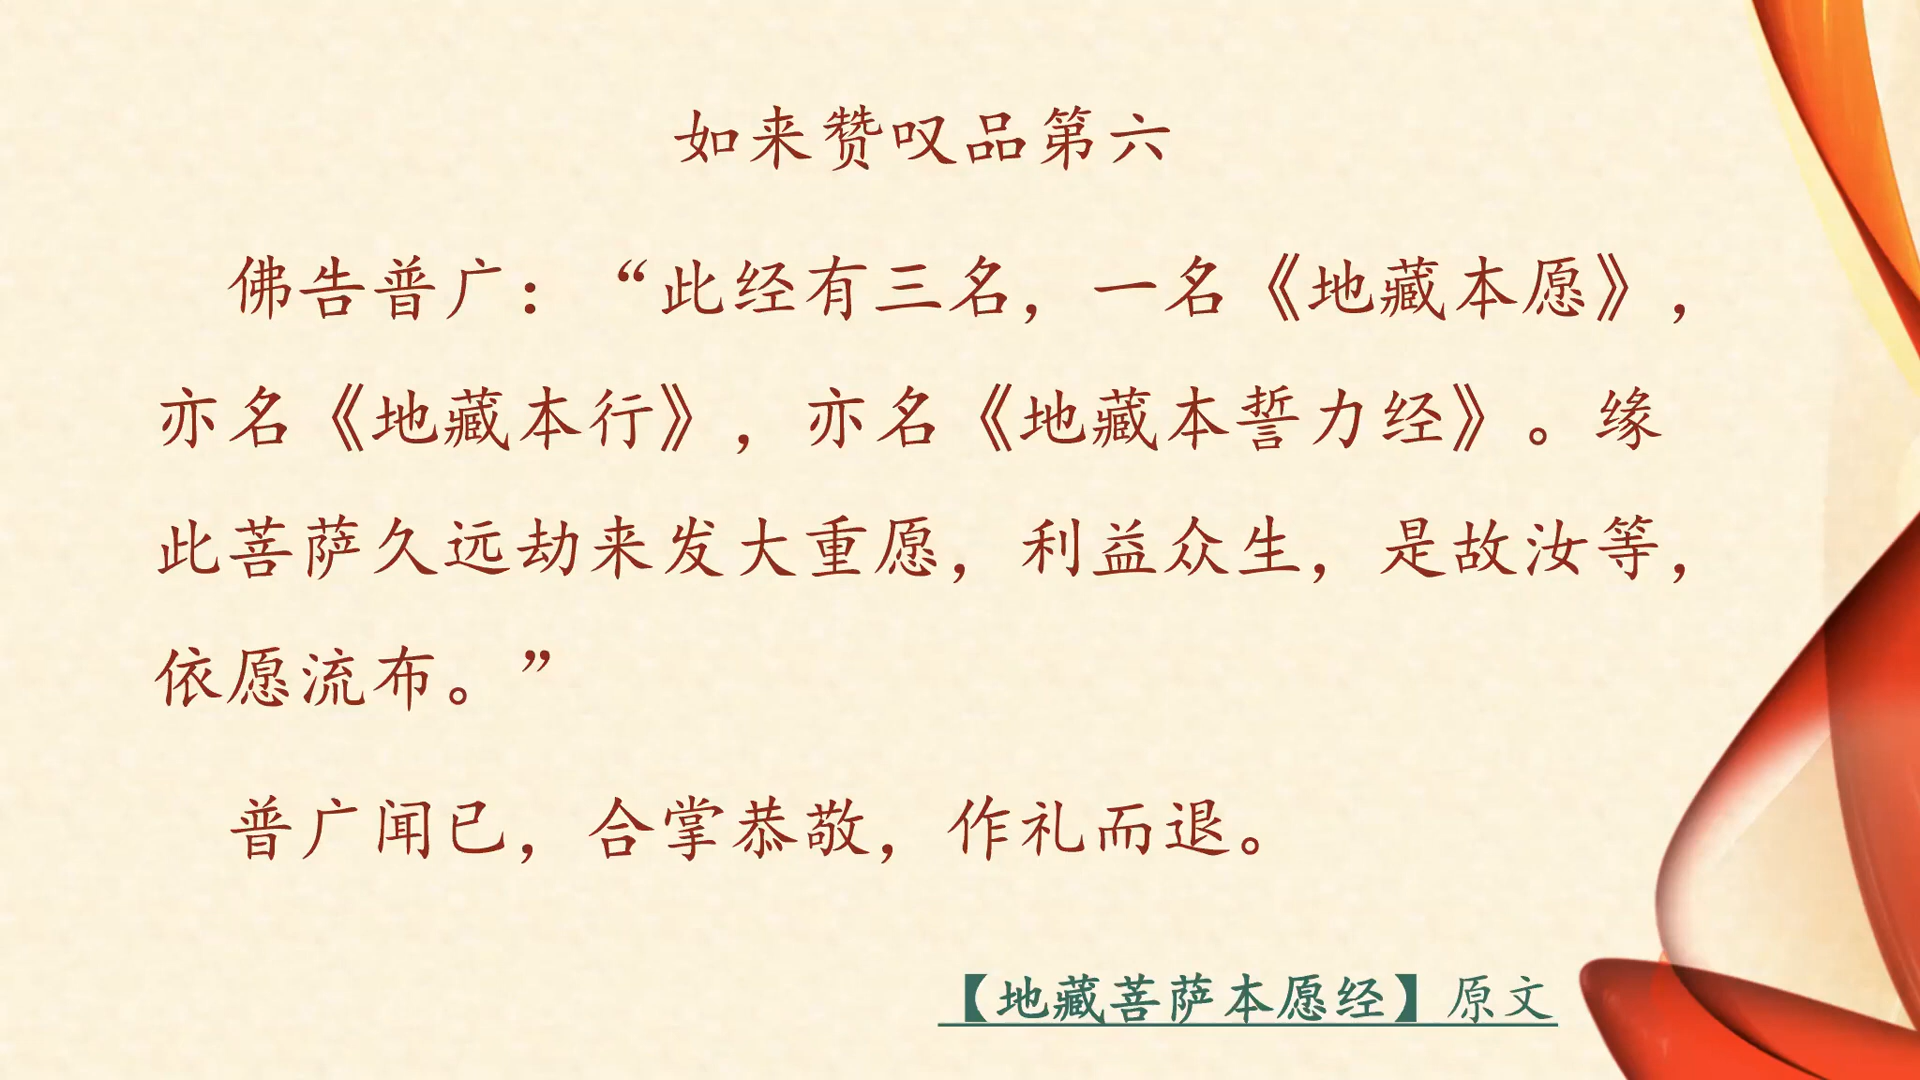 如来赞叹品第六
佛告普广：“此经有三名，一名《地藏本愿》，
亦名《地藏本行》，亦名《地藏本誓力经》。缘
此菩萨久远劫来发大重愿，利益众生，是故汝等，
依愿流布。”
普广闻已，合掌恭敬，作礼而退。
【地藏菩萨本愿经】原文